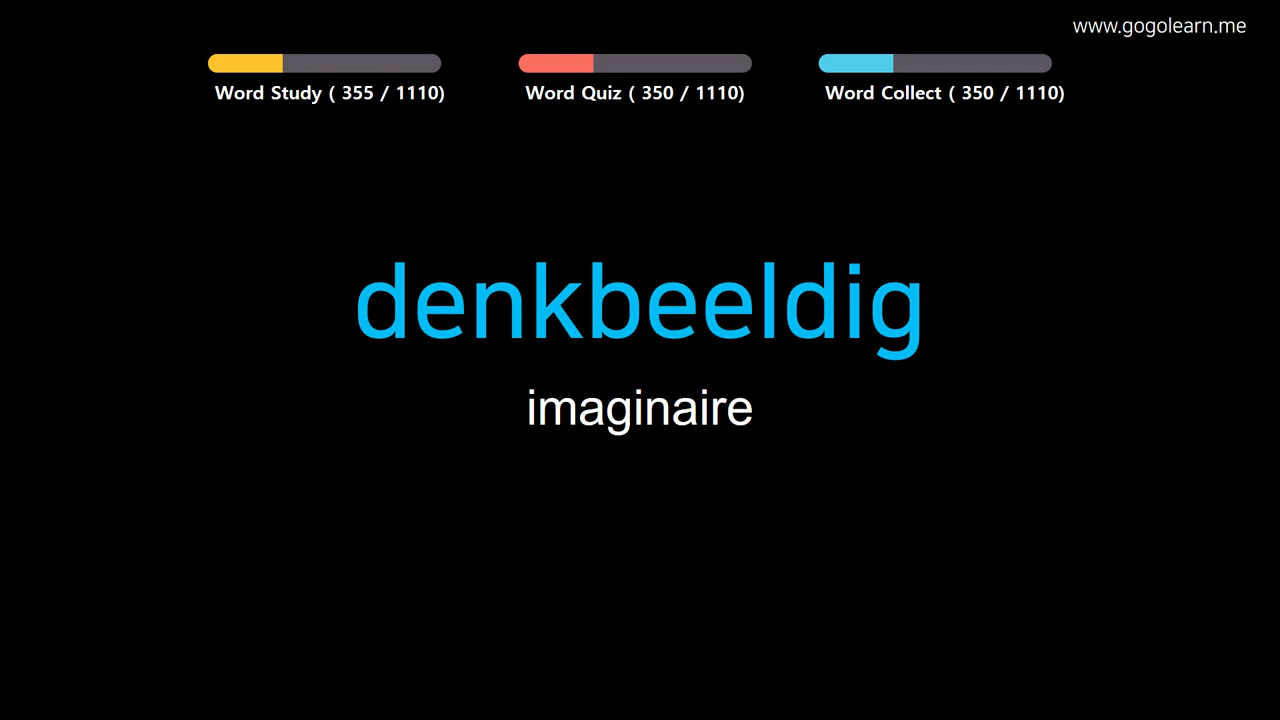 www.gogolearn.me
Word Study ( 355 / 1110)
Word Quiz ( 350 / 1110)
Word Collect ( 350 / 1110)
denkbeeldig
imaginaire